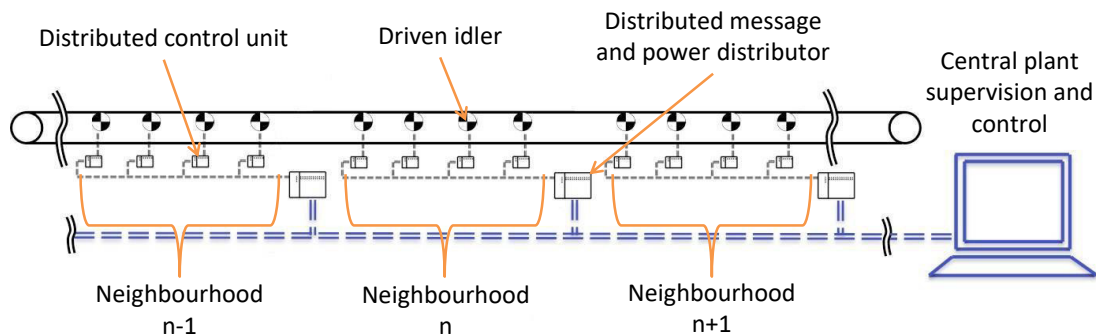 Distributed control unit
Driven idler
Distributed message
and power distributor
Central plant
supervision and
control
Neighbourhood
n-1
Neighbourhood
n
Neighbourhood
n+1